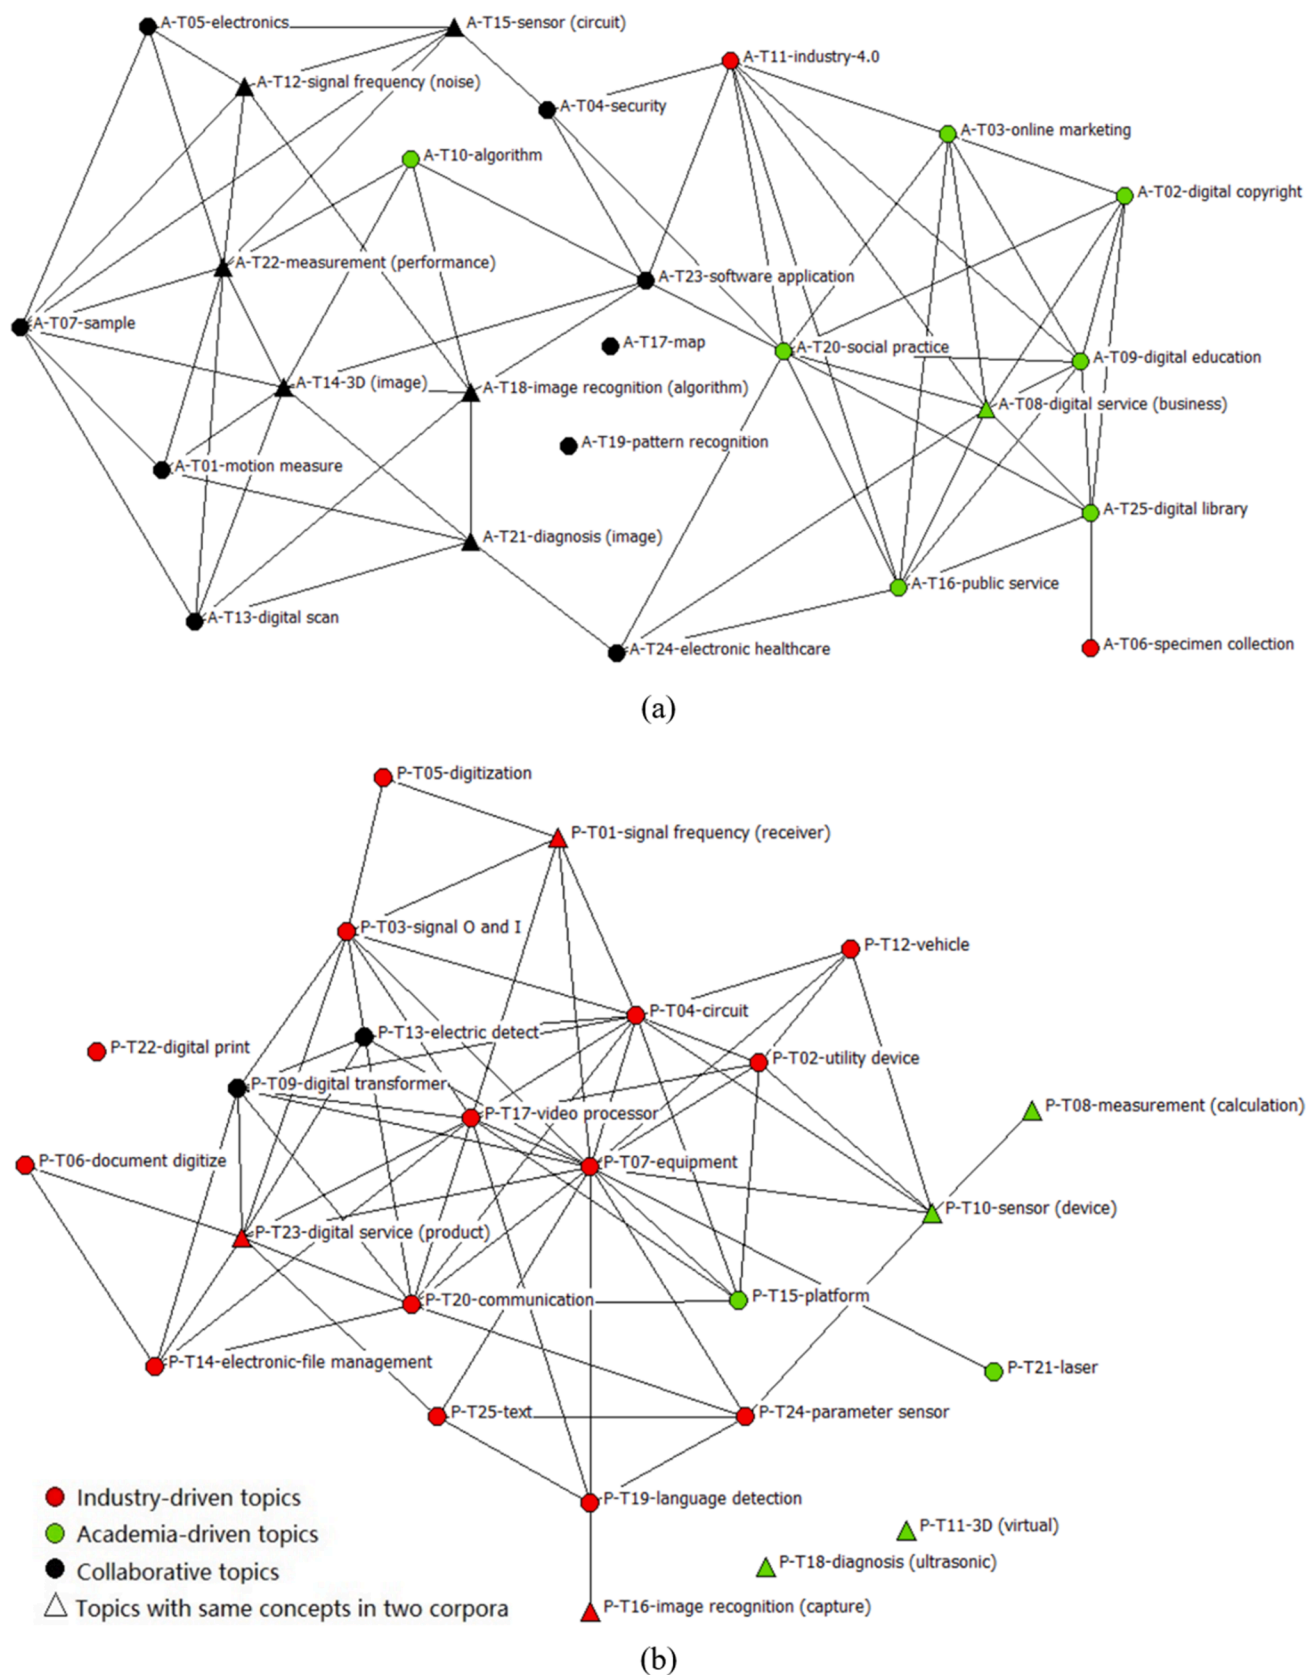 A-T05-electronics
A-T15-sensor (circuit)
A-T11-industry-4.0
A-T12-signal frequency (noise)
A-T04-security
A-T03-online marketing
A-T10-algorithm
A-T02-digital copyright
A-T22-measurement (performance)
A-T23-software application
A-T07-sample
A-T17-map
A-T20-social practice
A-T09-digital education
A-T14-3D (image)
A-T18-image recognition (algorithm)
A-T08-digital service (business)
A-T19-pattern recognition
A-T01-motion measure
A-T25-digital library
A-T21-diagnosis (image)
A-T16-public service
A-T13-digital scan
A-T24-electronic healthcare
A-T06-specimen collection
(a)
P-T05-digitization
P-T01-signal frequency (receiver)
P-T03-signal O and I
P-T12-vehicle
P-T04-circuit
P-T13-electric detect
P-T22-digital print
P-T02-utility device
P-T09-digital transformer
P-T08-measurement (calculation)
P-T17-video processor
P-T06-document digitize
P-T07-equipment
P-T10-sensor (device)
P-T23-digital service (product)
P-T20-communication
P-T15-platform
P-T14-electronic-file management
P-T21-laser
P-T25-text
P-T24-parameter sensor
Industry-driven topics
P-T19-language detection
Academia-driven topics
P-T11-3D (virtual)
P-T18-diagnosis (ultrasonic)
Collaborative topics
Topics with same concepts in two corpora
P-T16-image recognition (capture)
(b)